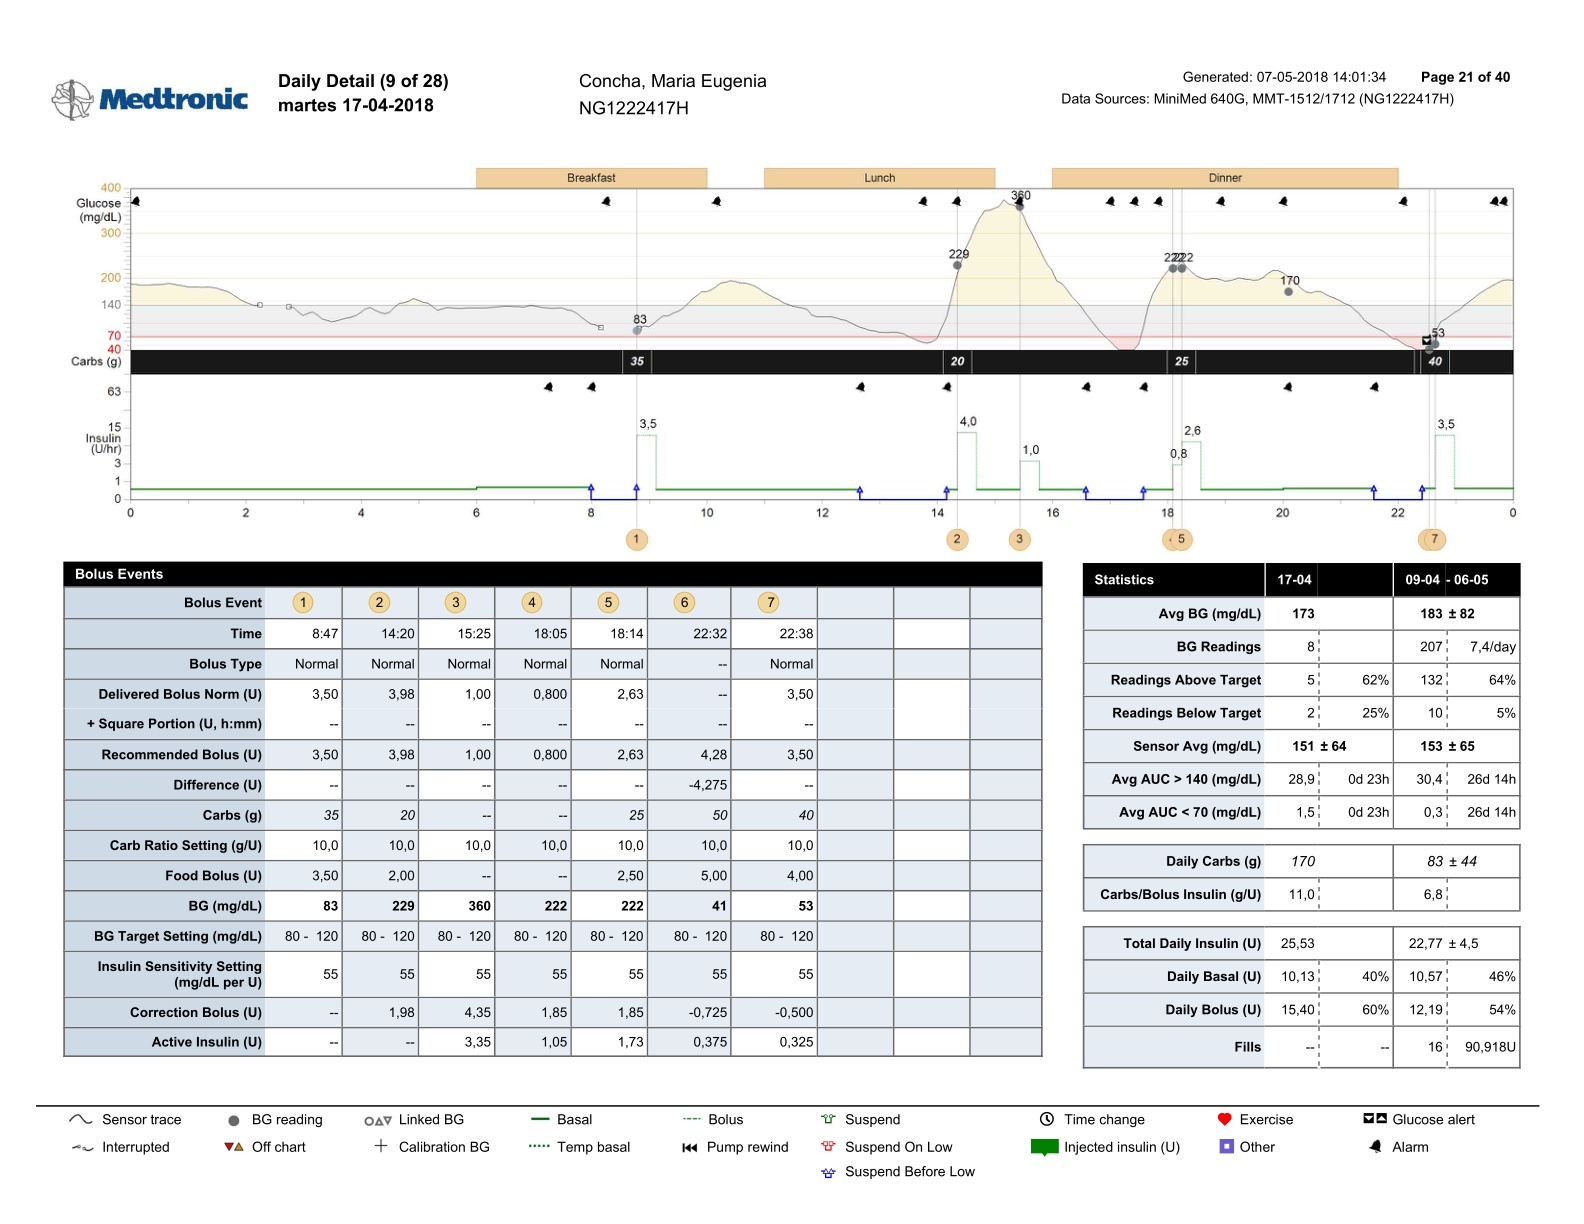 Medtronic
Daily Detail (9 of 28)
martes 17-04-2018
Concha, Maria Eugenia
NG1222417H
Generated: 07-05-2018 14:01:34 Page 21 of 40
Data Sources: MiniMed 640G, MMT-1512/1712 (NG1222417H)
Breakfast Lunch Dinner
400
Glucose
(mg/dL)
300
200
140
70
40
360
229
222 222
170
83
53
Carbs (g) 35 20 25 40
63
15
Insulin
(U/hr)
3
1
0
3,5 4,0 1,0 0,8 2,6 3,5
0 2 4 6 8 10 12 14 16 18 20 22 0
1 2 3 4 5 7
Bolus Events
Bolus Event 1 2 3 4 5 6 7
Time 8:47 14:20 15:25 18:05 18:14 22:32 22:38
Bolus Type Normal Normal Normal Normal Normal -- Normal
Delivered Bolus Norm (U) 3,50 3,98 1,00 0,800 2,63 -- 3,50
+ Square Portion (U, h:mm) -- -- -- -- -- -- --
Recommended Bolus (U) 3,50 3,98 1,00 0,800 2,63 4,28 3,50
Difference (U) -- -- -- -- -- -4,275 --
Carbs (g) 35 20 -- -- 25 50 40
Carb Ratio Setting (g/U) 10,0 10,0 10,0 10,0 10,0 10,0 10,0
Food Bolus (U) 3,50 2,00 -- -- 2,50 5,00 4,00
BG (mg/dL) 83 229 360 222 222 41 53
BG Target Setting (mg/dL) 80 - 120 80 - 120 80 - 120 80 - 120 80 - 120 80 - 120 80 - 120
Insulin Sensitivity Setting
(mg/dL per U) 55 55 55 55 55 55 55
Correction Bolus (U) -- 1,98 4,35 1,85 1,85 -0,725 -0,500
Active Insulin (U) -- -- 3,35 1,05 1,73 0,375 0,325
Statistics 17-04 09-04 - 06-05
Avg BG (mg/dL) 173 183 ± 82
BG Readings 8 207 7,4/day
Readings Above Target 5 62% 132 64%
Readings Below Target 2 25% 10 5%
Sensor Avg (mg/dL) 151 ± 64 153 ± 65
Avg AUC > 140 (mg/dL) 28,9 0d 23h 30,4 26d 14h
Avg AUC < 70 (mg/dL) 1,5 0d 23h 0,3 26d 14h
Daily Carbs (g) 170 83 ± 44
Carbs/Bolus Insulin (g/U) 11,0 6,8
Total Daily Insulin (U) 25,53 22,77 ± 4,5
Daily Basal (U) 10,13 40% 10,57 46%
Daily Bolus (U) 15,40 60% 12,19 54%
Fills -- -- 16 90,918U
Sensor trace BG reading Linked BG Basal Bolus Suspend Time change Exercise Glucose alert
Interrupted Off chart Calibration BG Temp basal Pump rewind Suspend On Low Injected insulin (U) Other Alarm
Suspend Before Low